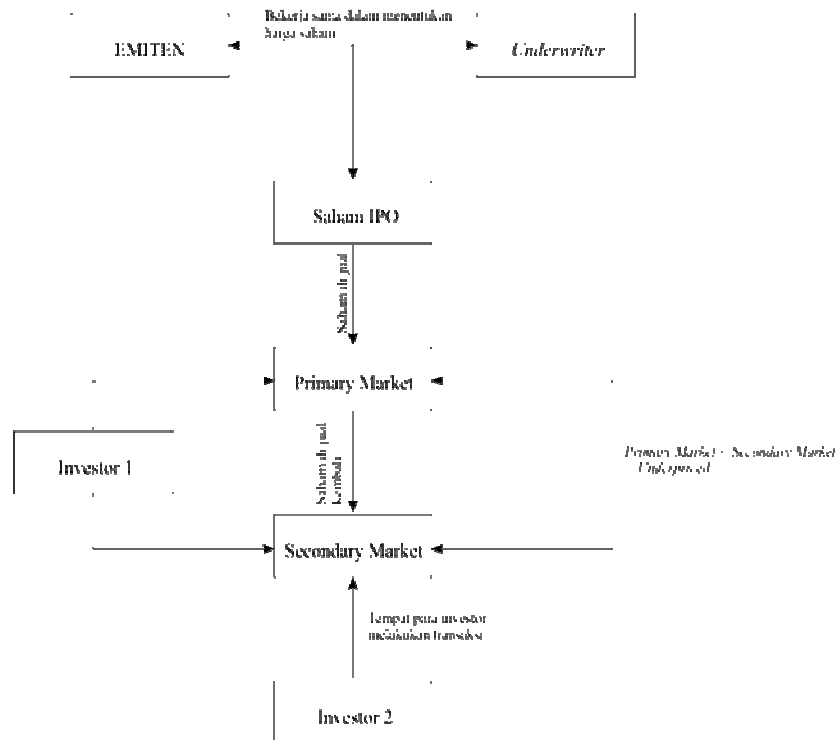 Bekerja sama dalam menentukan
harga saham
EMITEN
Underwriter
Saham IPO
Saham di jual
Primary Market
Investor 1
Saham di jual
kembali
Primary Market < Secondary Market
Underpriced
Secondary Market
Tempat para investor
melakukan transaksi
Investor 2